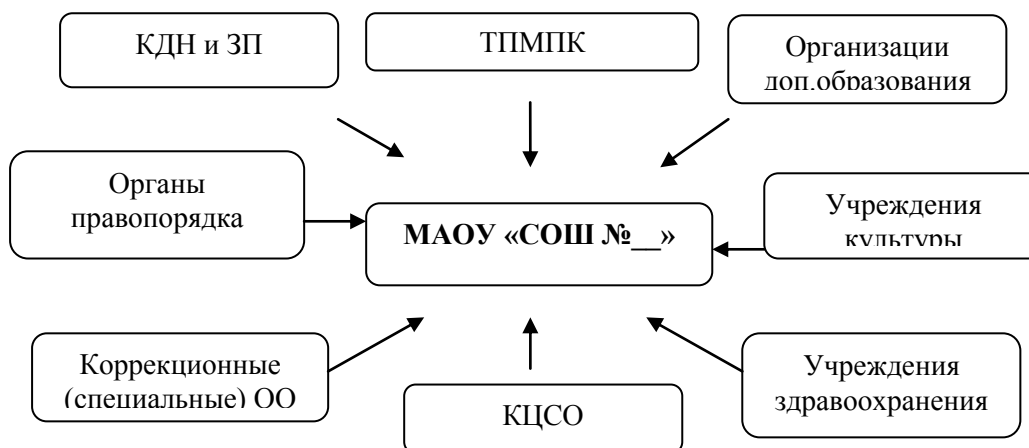 КДН и ЗП
ТПМПК
Организации
доп.образования
Органы
правопорядка
МАОУ «СОШ №__»
Учреждения
культуры
Коррекционные
(специальные) ОО
КЦСО
Учреждения
здравоохранения